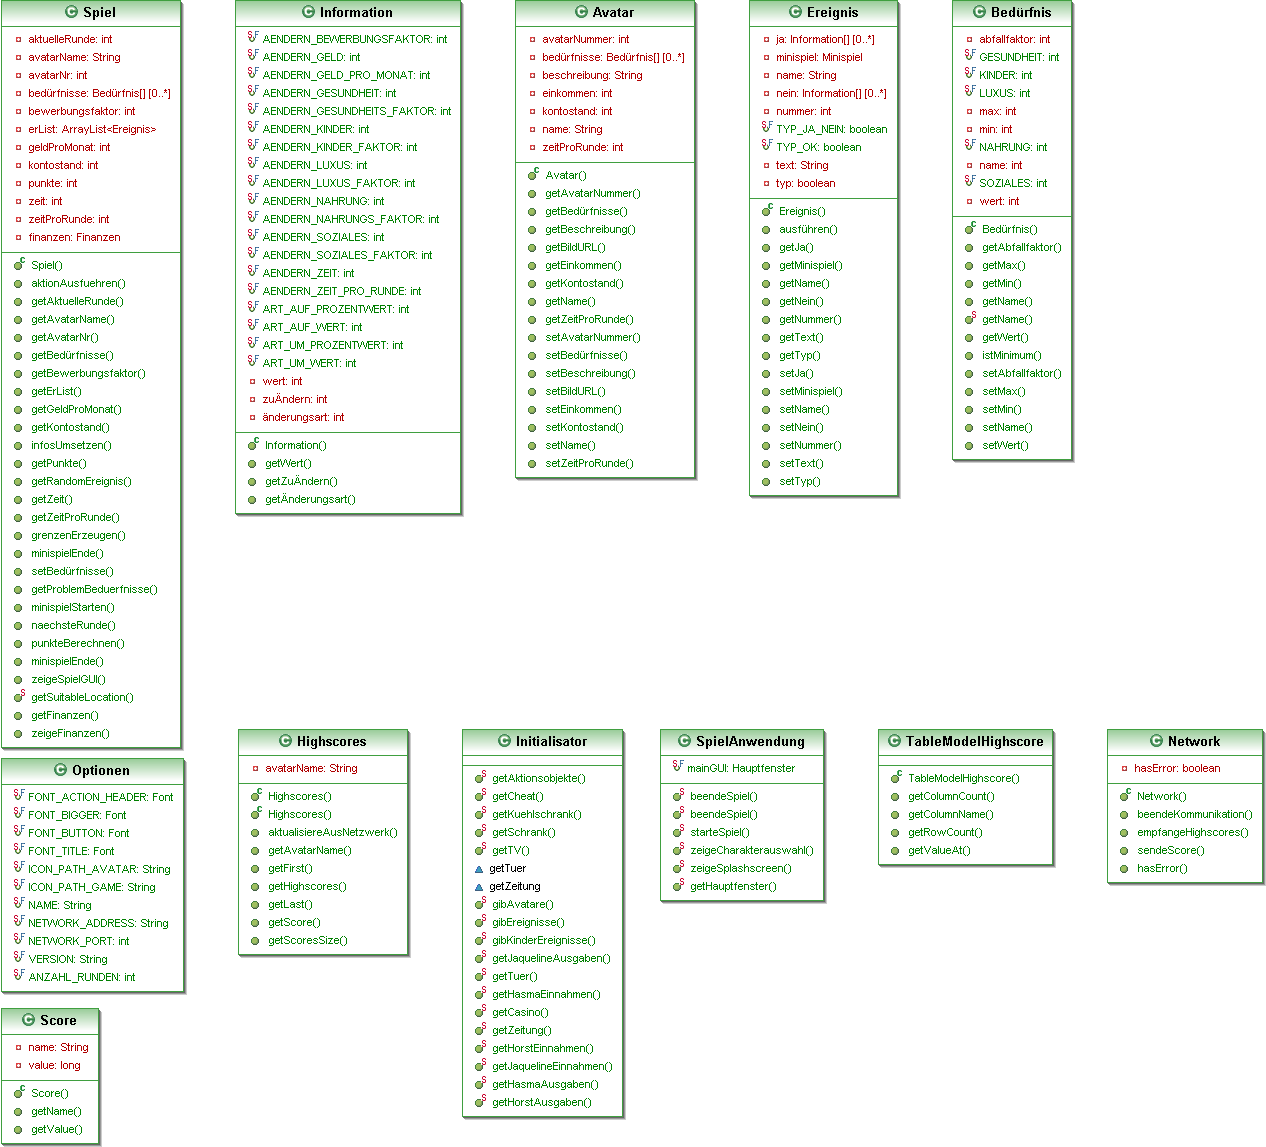 Spiel
aktuelleRunde: int
avatarName: String
avatarNr: int
bedürfnisse: Bedürfnis[] [0..*]
bewerbungsfaktor: int
erList: ArrayList<Ereignis>
geldProMonat: int
kontostand: int
punkte: int
zeit: int
zeitProRunde: int
finanzen: Finanzen
Spiel()
aktionAusfuehren()
getAktuelleRunde()
getAvatarName()
getAvatarNr()
getBedürfnisse()
getBewerbungsfaktor()
getErList()
getGeldProMonat()
getKontostand()
infosUmsetzen()
getPunkte()
getRandomEreignis()
getZeit()
getZeitProRunde()
grenzenErzeugen()
minispielEnde()
setBedürfnisse()
getProblemBeduerfnisse()
minispielStarten()
naechsteRunde()
punkteBerechnen()
minispielEnde()
zeigeSpielGUI()
getSuitableLocation()
getFinanzen()
zeigeFinanzen()
Information
AENDERN_BEWERBUNGSFAKTOR: int
AENDERN_GELD: int
AENDERN_GELD_PRO_MONAT: int
AENDERN_GESUNDHEIT: int
AENDERN_GESUNDHEITS_FAKTOR: int
AENDERN_KINDER: int
AENDERN_KINDER_FAKTOR: int
AENDERN_LUXUS: int
AENDERN_LUXUS_FAKTOR: int
AENDERN_NAHRUNG: int
AENDERN_NAHRUNGS_FAKTOR: int
AENDERN_SOZIALES: int
AENDERN_SOZIALES_FAKTOR: int
AENDERN_ZEIT: int
AENDERN_ZEIT_PRO_RUNDE: int
ART_AUF_PROZENTWERT: int
ART_AUF_WERT: int
ART_UM_PROZENTWERT: int
ART_UM_WERT: int
wert: int
zuÄndern: int
änderungsart: int
Information()
getWert()
getZuÄndern()
getÄnderungsart()
Avatar
avatarNummer: int
bedürfnisse: Bedürfnis[] [0..*]
beschreibung: String
einkommen: int
kontostand: int
name: String
zeitProRunde: int
Avatar()
getAvatarNummer()
getBedürfnisse()
getBeschreibung()
getBildURL()
getEinkommen()
getKontostand()
getName()
getZeitProRunde()
setAvatarNummer()
setBedürfnisse()
setBeschreibung()
setBildURL()
setEinkommen()
setKontostand()
setName()
setZeitProRunde()
Ereignis
ja: Information[] [0..*]
minispiel: Minispiel
name: String
nein: Information[] [0..*]
nummer: int
TYP_JA_NEIN: boolean
TYP_OK: boolean
text: String
typ: boolean
Ereignis()
ausführen()
getJa()
getMinispiel()
getName()
getNein()
getNummer()
getText()
getTyp()
setJa()
setMinispiel()
setName()
setNein()
setNummer()
setText()
setTyp()
Bedürfnis
abfallfaktor: int
GESUNDHEIT: int
KINDER: int
LUXUS: int
max: int
min: int
NAHRUNG: int
name: int
SOZIALES: int
wert: int
Bedürfnis()
getAbfallfaktor()
getMax()
getMin()
getName()
getName()
getWert()
istMinimum()
setAbfallfaktor()
setMax()
setMin()
setName()
setWert()
Optionen
FONT_ACTION_HEADER: Font
FONT_BIGGER: Font
FONT_BUTTON: Font
FONT_TITLE: Font
ICON_PATH_AVATAR: String
ICON_PATH_GAME: String
NAME: String
NETWORK_ADDRESS: String
NETWORK_PORT: int
VERSION: String
ANZAHL_RUNDEN: int
Highscores
avatarName: String
Highscores()
Highscores()
aktualisiereAusNetzwerk()
getAvatarName()
getFirst()
getHighscores()
getLast()
getScore()
getScoresSize()
Initialisator
getAktionsobjekte()
getCheat()
getKuehlschrank()
getSchrank()
getTV()
getTuer
getZeitung
gibAvatare()
gibEreignisse()
gibKinderEreignisse()
getJaquelineAusgaben()
getTuer()
getHasmaEinnahmen()
getCasino()
getZeitung()
getHorstEinnahmen()
getJaquelineEinnahmen()
getHasmaAusgaben()
getHorstAusgaben()
SpielAnwendung
mainGUI: Hauptfenster
beendeSpiel()
beendeSpiel()
starteSpiel()
zeigeCharakterauswahl()
zeigeSplashscreen()
getHauptfenster()
TableModelHighscore
TableModelHighscore()
getColumnCount()
getColumnName()
getRowCount()
getValueAt()
Network
hasError: boolean
Network()
beendeKommunikation()
empfangeHighscores()
sendeScore()
hasError()
Score
name: String
value: long
Score()
getName()
getValue()